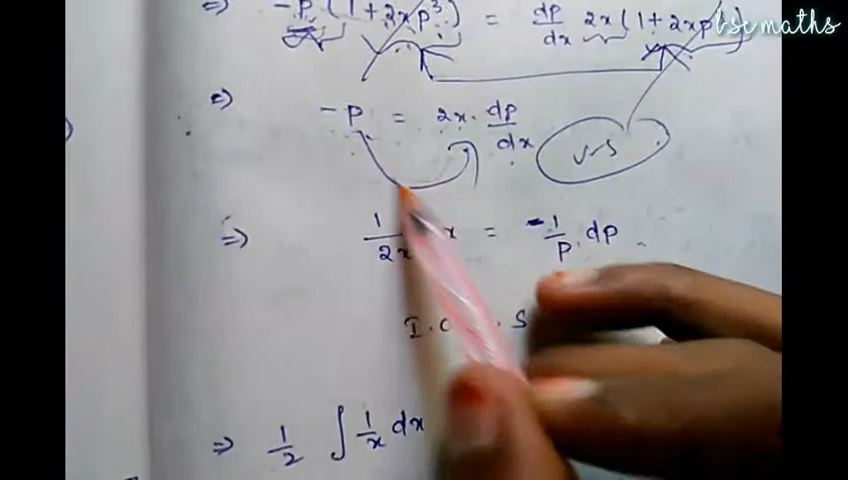 bsc maths
⇒ -p (1 + 2xp³) = dp/dx 2x (1 + 2xp
⇒ -p = 2x · dp/dx V-S
⇒ 1/2x x = -1/p · dp
I. S
⇒ 1/2 ∫ 1/x dx